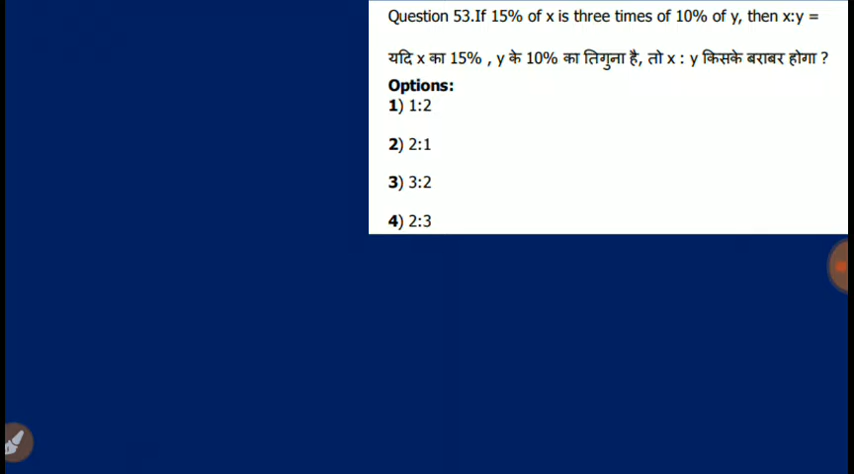 Question 53.If 15% of x is three times of 10% of y, then x:y =
यदि x का 15% , y के 10% का तिगुना है, तो x : y किसके बराबर होगा ?
Options:
1) 1:2
2) 2:1
3) 3:2
4) 2:3